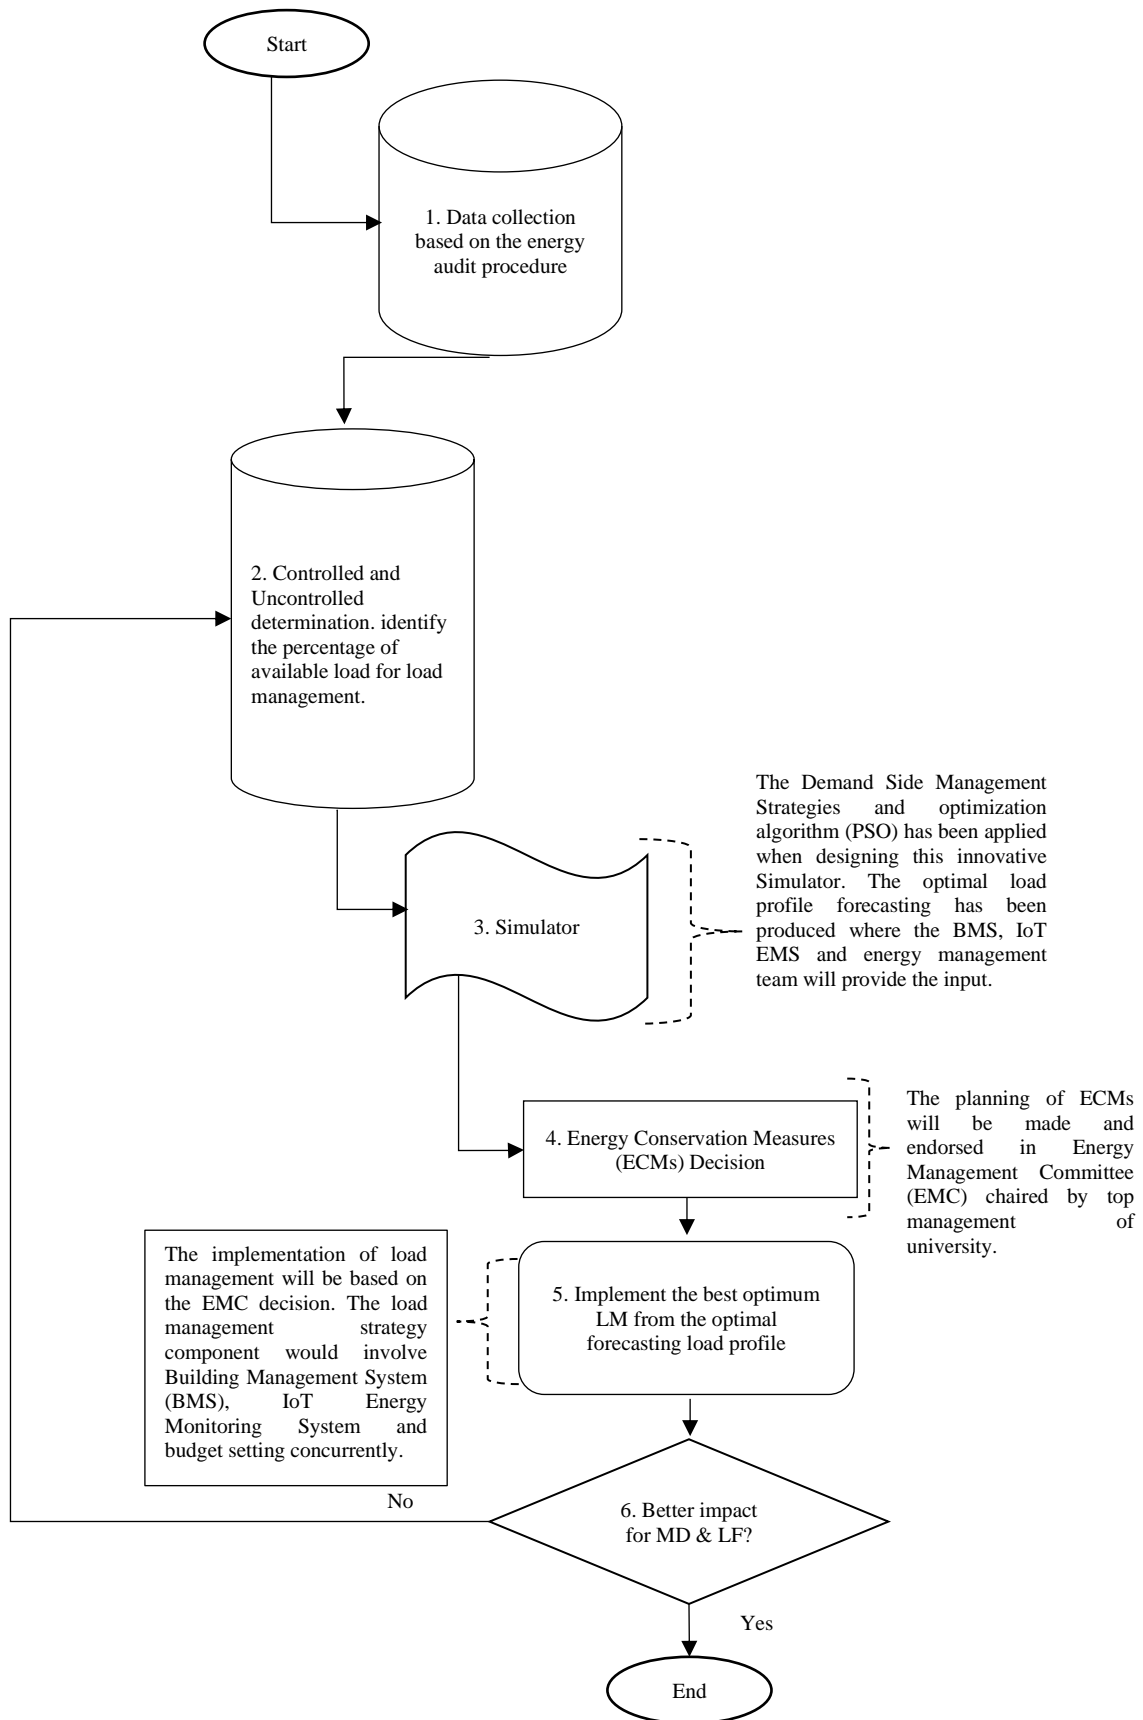 Start
1. Data collection
based on the energy
audit procedure
2. Controlled and
Uncontrolled
determination. identify
the percentage of
available load for load
management.
The Demand Side Management
Strategies and optimization
algorithm (PSO) has been applied
when designing this innovative
Simulator. The optimal load
profile forecasting has been
produced where the BMS, IoT
EMS and energy management
team will provide the input.
3. Simulator
The planning of ECMs
will be made and
endorsed in Energy
Management Committee
(EMC) chaired by top
management of
university.
4. Energy Conservation Measures
(ECMs) Decision
The implementation of load
management will be based on
the EMC decision. The load
management strategy
component would involve
Building Management System
(BMS), IoT Energy
Monitoring System and
budget setting concurrently.
5. Implement the best optimum
LM from the optimal
forecasting load profile
No
6. Better impact
for MD & LF?
Yes
End